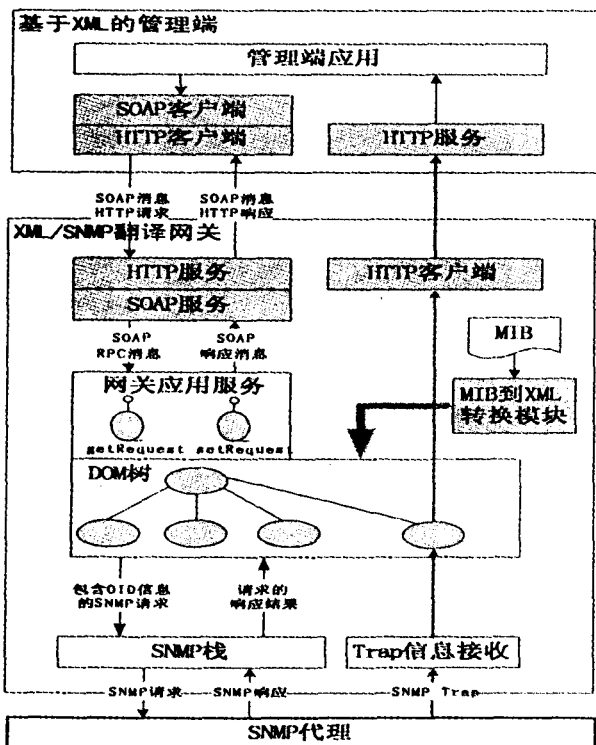 基于XML的管理端
管理端应用
SOAP客户端
HTTP客户端
HTTP服务
SOAP消息
HTTP请求
SOAP消息
HTTP响应
XML/SNMP翻译网关
HTTP服务
SOAP服务
HTTP客户端
SOAP
RPC消息
SOAP
响应消息
MIB
网关应用服务
getRequest
setRequest
MIB到XML
转换模块
DOM树
包含OID信息
的SNMP请求
请求的
响应结果
SNMP栈
Trap信息接收
SNMP请求
SNMP响应
SNMP Trap
SNMP代理